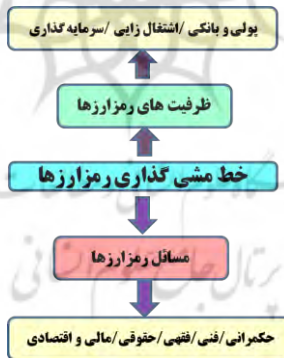 پولی و بانکی /اشتغال زایی /سرمایه گذاری
ظرفیت های رمزارزها
خط مشی گذاری رمزارزها
مسائل رمزارزها
حکمرانی/فنی/فقهی/حقوقی/مالی و اقتصادی